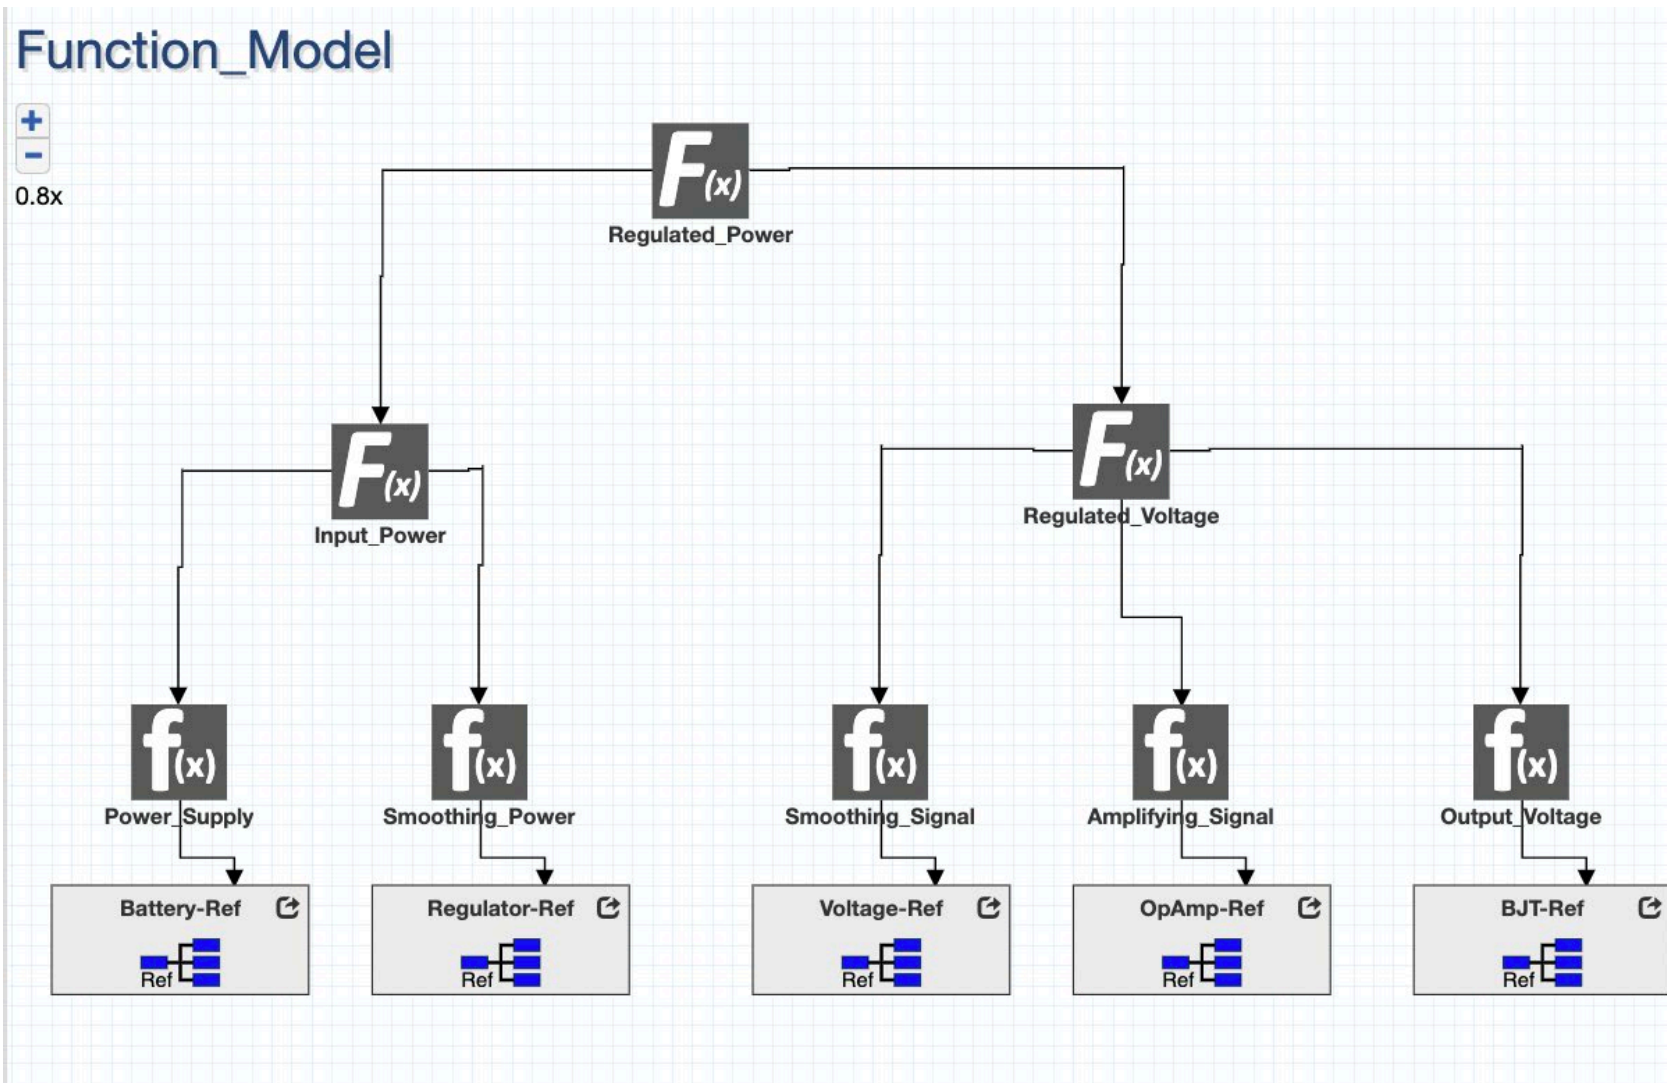 Function_Model
+
−
0.8x
F(x)
Regulated_Power
F(x)
Input_Power
F(x)
Regulated_Voltage
f(x)
Power_Supply
f(x)
Smoothing_Power
f(x)
Smoothing_Signal
f(x)
Amplifying_Signal
f(x)
Output_Voltage
Battery-Ref
Ref
Regulator-Ref
Ref
Voltage-Ref
Ref
OpAmp-Ref
Ref
BJT-Ref
Ref